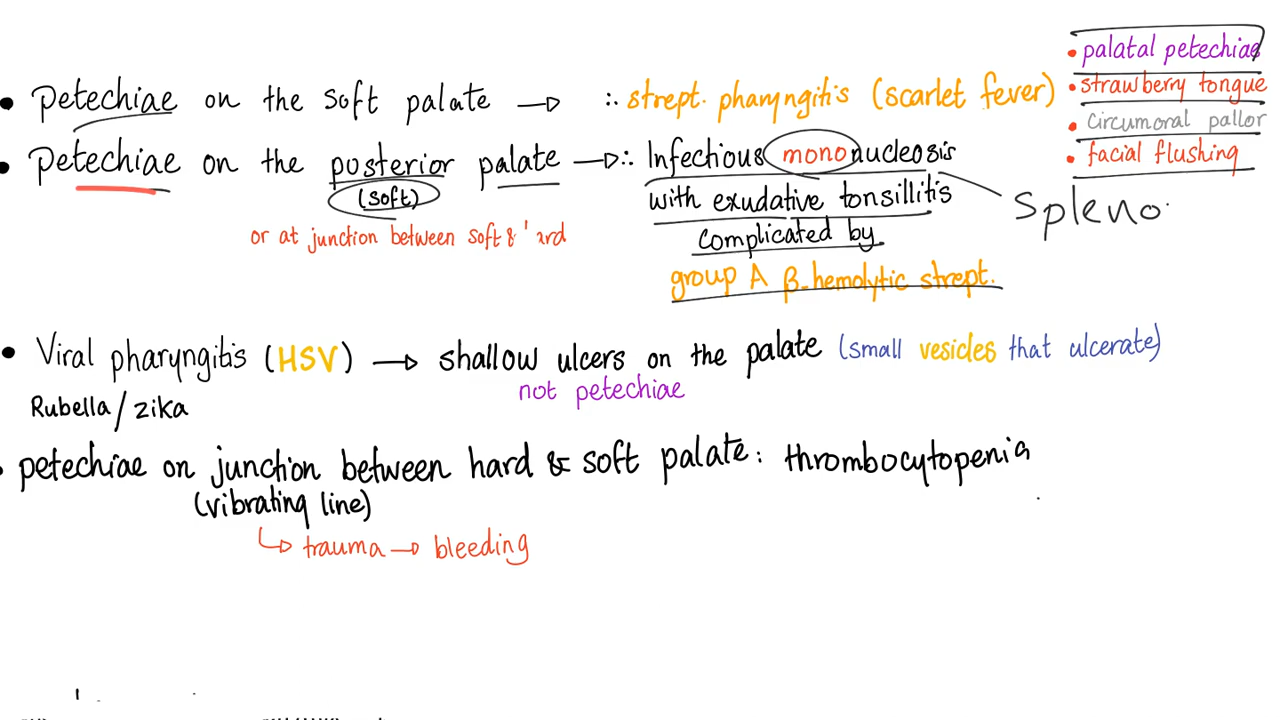 • petechiae on the soft palate → ∴ strept. pharyngitis (scarlet fever)
• petechiae on the posterior palate → ∴ Infectious mononucleosis
(soft)
with exudative tonsillitis
or at junction between soft &
complicated by
group A β-hemolytic strept.
• palatal petechiae
• strawberry tongue
• circumoral pallor
• facial flushing
Spleno
• Viral pharyngitis (HSV) → shallow ulcers on the palate (small vesicles that ulcerate)
not petechiae
Rubella / zika
• petechiae on junction between hard & soft palate: thrombocytopenia
(vibrating line)
↳ trauma → bleeding